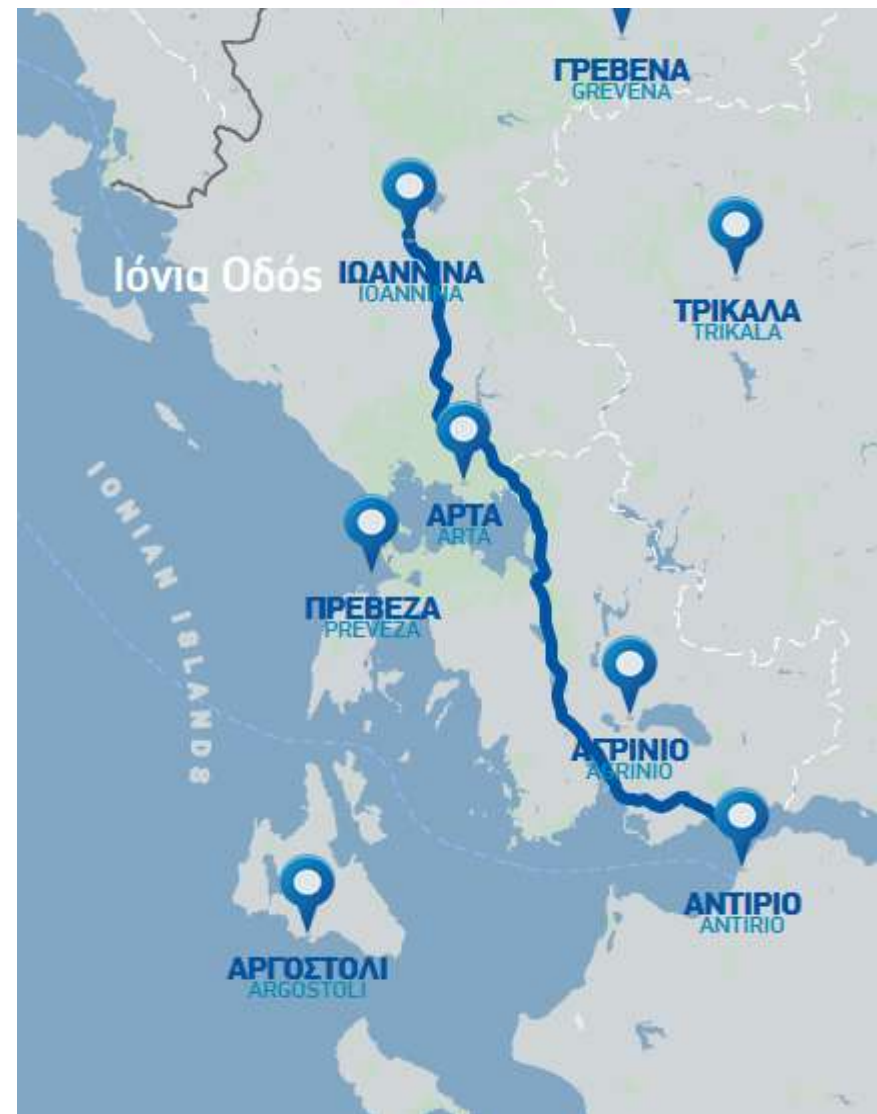 ΓΡΕΒΕΝΑ
GREVENA
Ιόνια Οδός
ΙΩΑΝΝΙΝΑ
IOANNINA
ΤΡΙΚΑΛΑ
TRIKALA
IONIAN ISLANDS
ΑΡΤΑ
ARTA
ΠΡΕΒΕΖΑ
PREVEZA
ΑΓΡΙΝΙΟ
AGRINIO
ΑΝΤΙΡΙΟ
ANTIRIO
ΑΡΓΟΣΤΟΛΙ
ARGOSTOLI